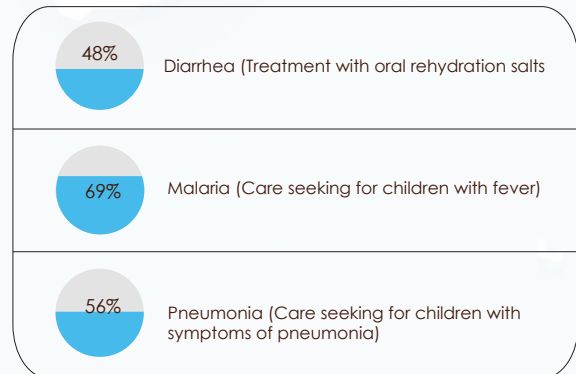 48%
Diarrhea (Treatment with oral rehydration salts
69%
Malaria (Care seeking for children with fever)
56%
Pneumonia (Care seeking for children with
symptoms of pneumonia)